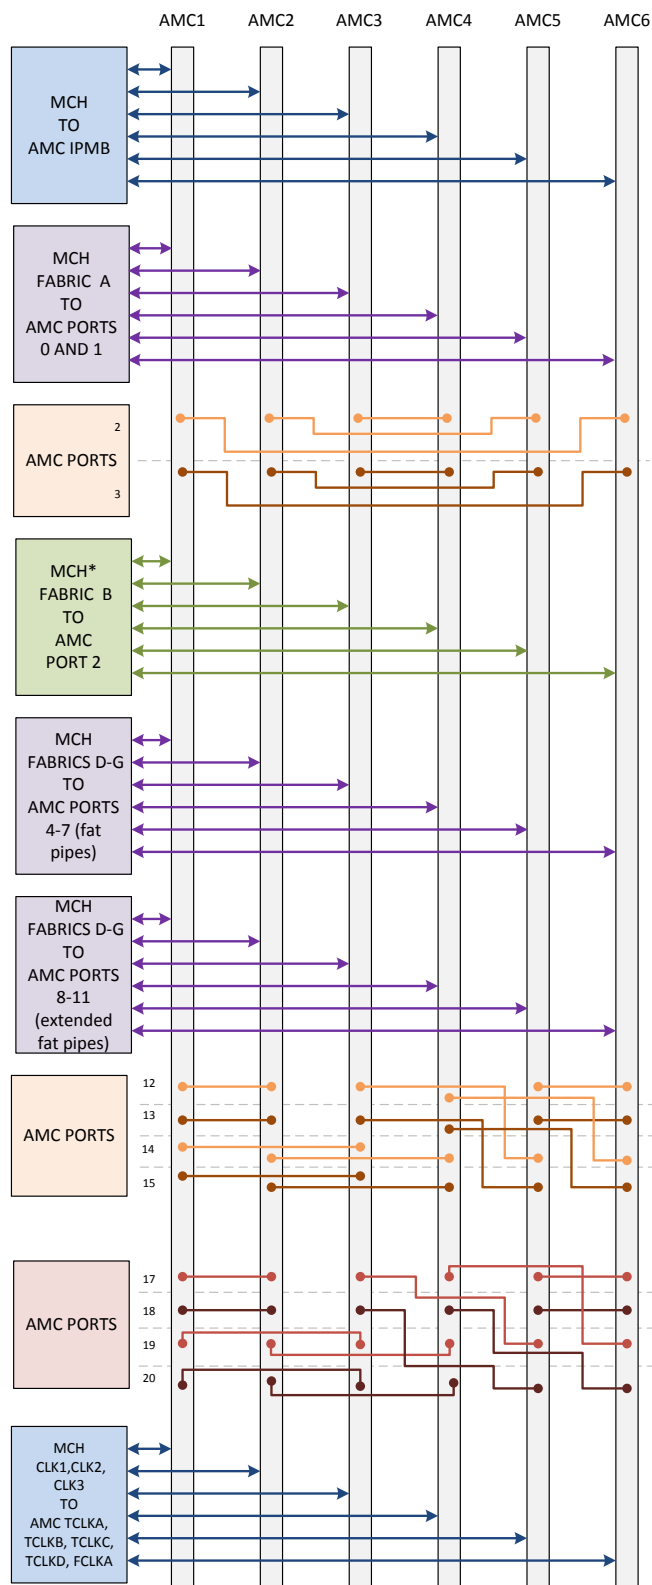 AMC1 AMC2 AMC3 AMC4 AMC5 AMC6
MCH
TO
AMC IPMB
MCH
FABRIC A
TO
AMC PORTS
0 AND 1
2
AMC PORTS
3
MCH*
FABRIC B
TO
AMC
PORT 2
MCH
FABRICS D-G
TO
AMC PORTS
4-7 (fat
pipes)
MCH
FABRICS D-G
TO
AMC PORTS
8-11
(extended
fat pipes)
12
13
AMC PORTS
14
15
17
18
AMC PORTS
19
20
MCH
CLK1,CLK2,
CLK3
TO
AMC TCLKA,
TCLKB, TCLKC,
TCLKD, FCLKA